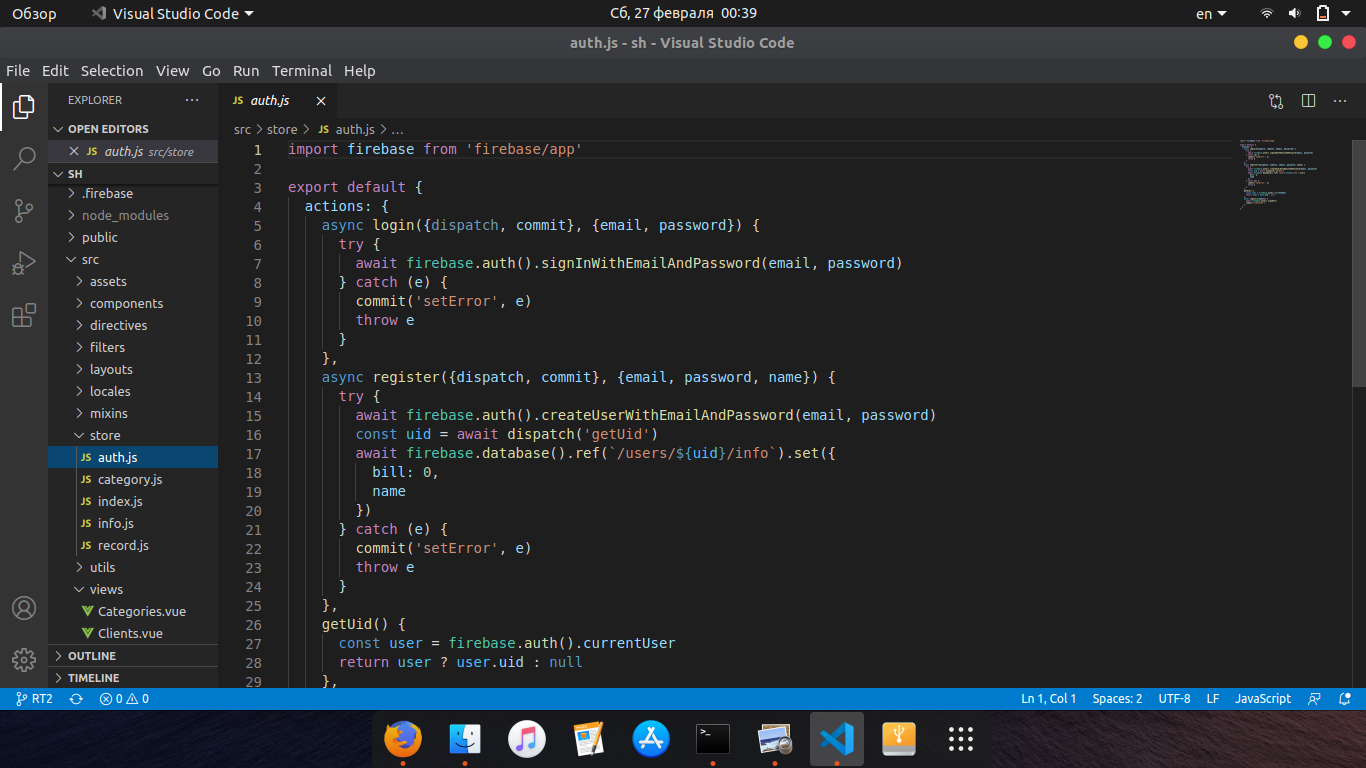 Обзор Visual Studio Code Сб, 27 февраля 00:39 en
auth.js - sh - Visual Studio Code
File Edit Selection View Go Run Terminal Help
EXPLORER ...
OPEN EDITORS
JS auth.js src/store
SH
.firebase
node_modules
public
src
assets
components
directives
filters
layouts
locales
mixins
store
JS auth.js
JS category.js
JS index.js
JS info.js
JS record.js
utils
views
Categories.vue
Clients.vue
OUTLINE
TIMELINE
JS auth.js
src > store > JS auth.js > ...
1 import firebase from 'firebase/app'
2
3 export default {
4 actions: {
5 async login({dispatch, commit}, {email, password}) {
6 try {
7 await firebase.auth().signInWithEmailAndPassword(email, password)
8 } catch (e) {
9 commit('setError', e)
10 throw e
11 }
12 },
13 async register({dispatch, commit}, {email, password, name}) {
14 try {
15 await firebase.auth().createUserWithEmailAndPassword(email, password)
16 const uid = await dispatch('getUid')
17 await firebase.database().ref(`/users/${uid}/info`).set({
18 bill: 0,
19 name
20 })
21 } catch (e) {
22 commit('setError', e)
23 throw e
24 }
25 },
26 getUid() {
27 const user = firebase.auth().currentUser
28 return user ? user.uid : null
29 },
RT2 0 0 Ln 1, Col 1 Spaces: 2 UTF-8 LF JavaScript